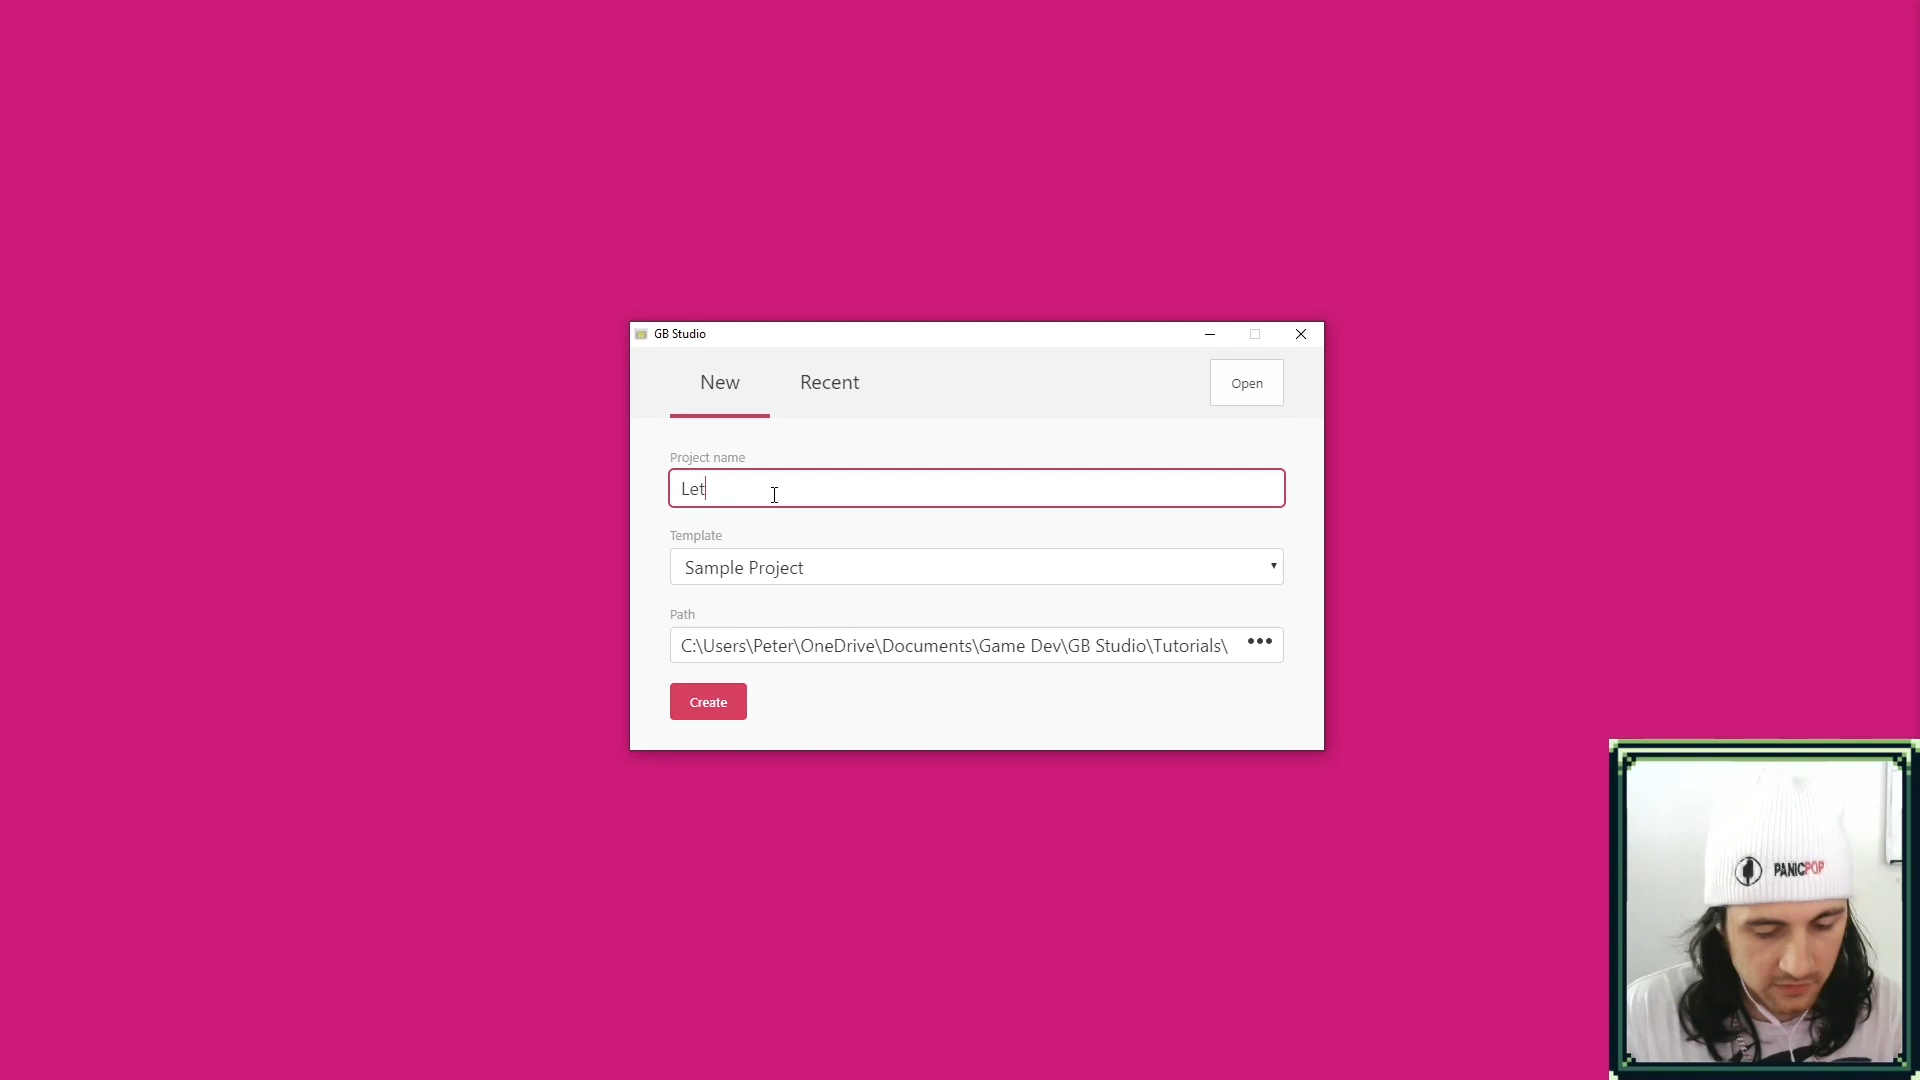 GB Studio
New
Recent
Open
Project name
Let
Template
Sample Project
Path
C:\Users\Peter\OneDrive\Documents\Game Dev\GB Studio\Tutorials\
Create
PANICPOP